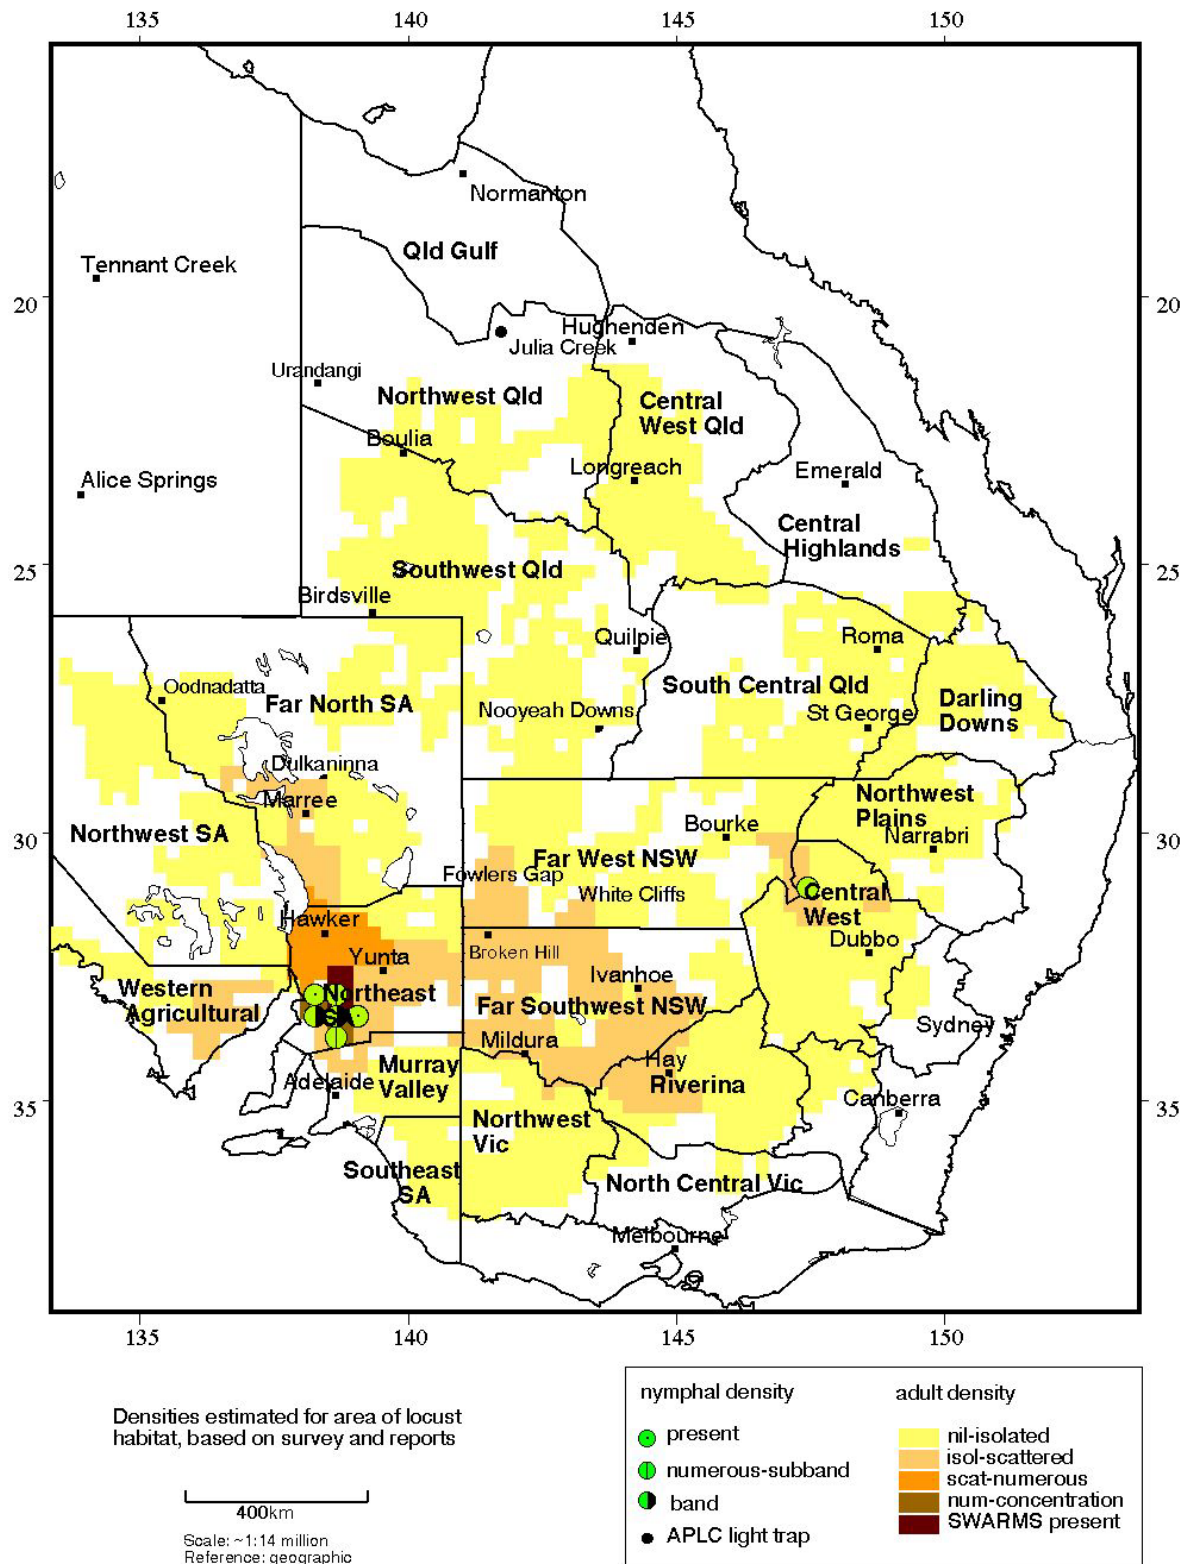 135 140 145 150
Normanton
Qld Gulf
Tennant Creek
20 20
Hughenden
Julia Creek
Urandangi
Northwest Qld
Central
West Qld
Boulia
Longreach
Emerald
Alice Springs
Central
Highlands
25 25
Southwest Qld
Birdsville
Quilpie
Roma
Oodnadatta
South Central Qld
Far North SA
Darling
Downs
Nooyeah Downs
St George
Dulkaninna
Marree
Northwest
Plains
Northwest SA
Bourke
Narrabri
30 30
Far West NSW
Fowlers Gap
White Cliffs
Central
West
Hawker
Dubbo
Broken Hill
Yunta
Ivanhoe
Western
Agricultural
Northeast
SA
Far Southwest NSW
Sydney
Mildura
Hay
Murray
Valley
Adelaide
Riverina
Canberra
35 35
Northwest
Vic
Southeast
SA
North Central Vic
Melbourne
135 140 145 150
Densities estimated for area of locust
habitat, based on survey and reports
400km
Scale: ~1:14 million
Reference: geographic
nymphal density
present
numerous-subband
band
APLC light trap
adult density
nil-isolated
isol-scattered
scat-numerous
num-concentration
SWARMS present